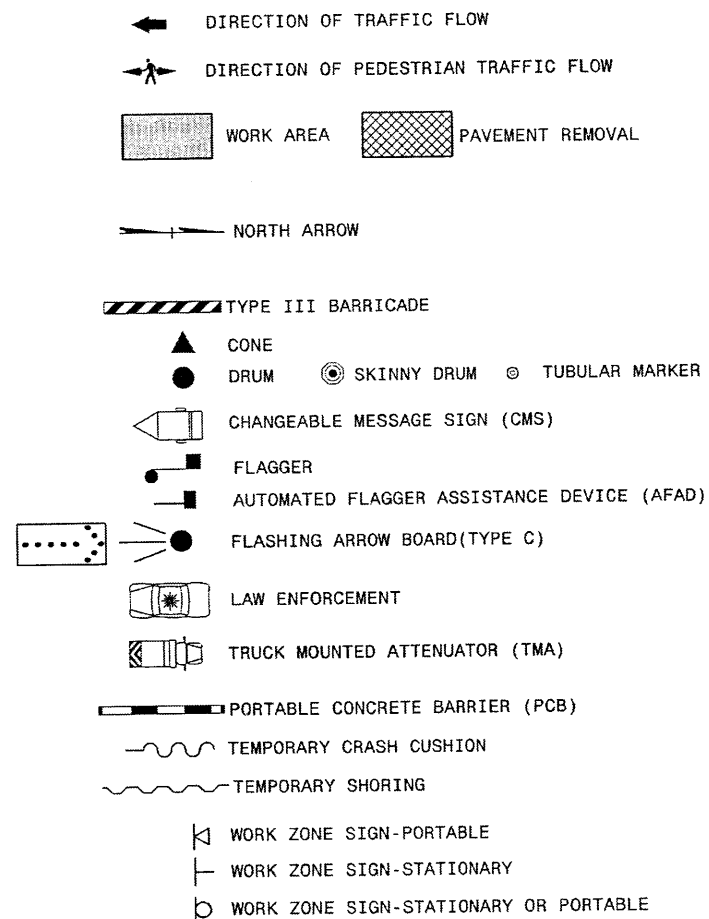 DIRECTION OF TRAFFIC FLOW
DIRECTION OF PEDESTRIAN TRAFFIC FLOW
WORK AREA
PAVEMENT REMOVAL
NORTH ARROW
TYPE III BARRICADE
CONE
DRUM
SKINNY DRUM
TUBULAR MARKER
CHANGEABLE MESSAGE SIGN (CMS)
FLAGGER
AUTOMATED FLAGGER ASSISTANCE DEVICE (AFAD)
FLASHING ARROW BOARD(TYPE C)
LAW ENFORCEMENT
TRUCK MOUNTED ATTENUATOR (TMA)
PORTABLE CONCRETE BARRIER (PCB)
TEMPORARY CRASH CUSHION
TEMPORARY SHORING
WORK ZONE SIGN-PORTABLE
WORK ZONE SIGN-STATIONARY
WORK ZONE SIGN-STATIONARY OR PORTABLE